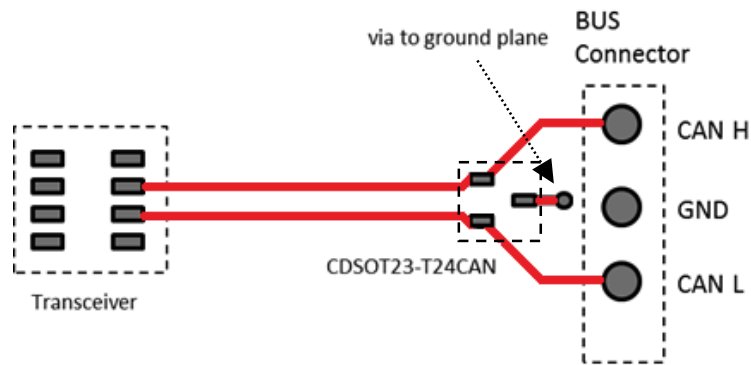 BUS
Connector
via to ground plane
CAN H
GND
CDSOT23-T24CAN
CAN L
Transceiver